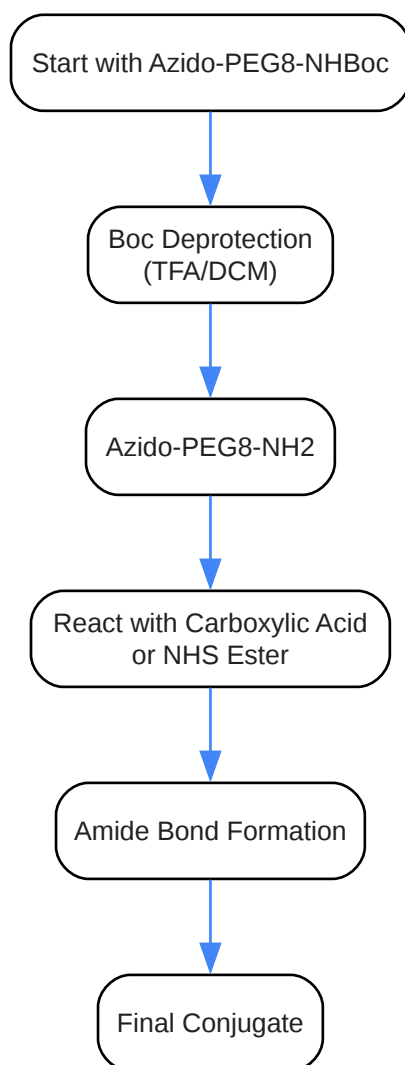 Start with Azido-PEG8-NHBoc
Boc Deprotection
(TFA/DCM)
Azido-PEG8-NH2
React with Carboxylic Acid
or NHS Ester
Amide Bond Formation
Final Conjugate